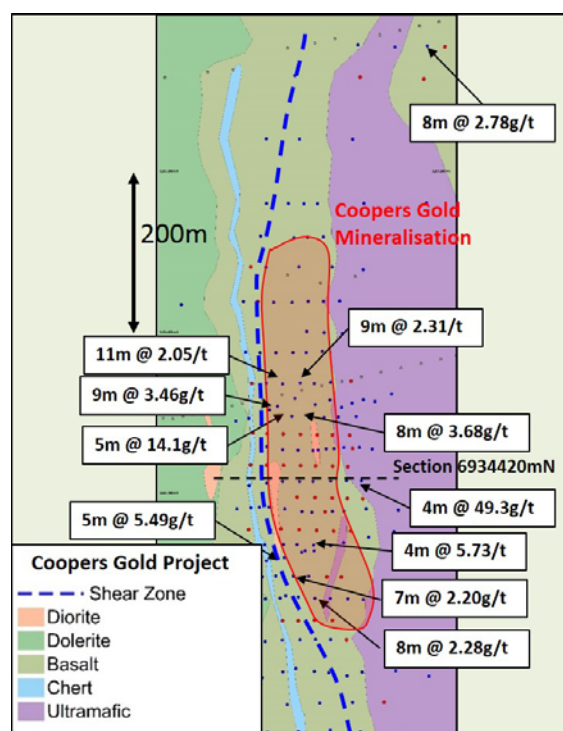 8m @ 2.78g/t
Coopers Gold
Mineralisation
200m
9m @ 2.31/t
11m @ 2.05/t
9m @ 3.46g/t
5m @ 14.1g/t
8m @ 3.68g/t
Section 6934420mN
4m @ 49.3g/t
5m @ 5.49g/t
4m @ 5.73/t
7m @ 2.20g/t
8m @ 2.28g/t
Coopers Gold Project
Shear Zone
Diorite
Dolerite
Basalt
Chert
Ultramafic